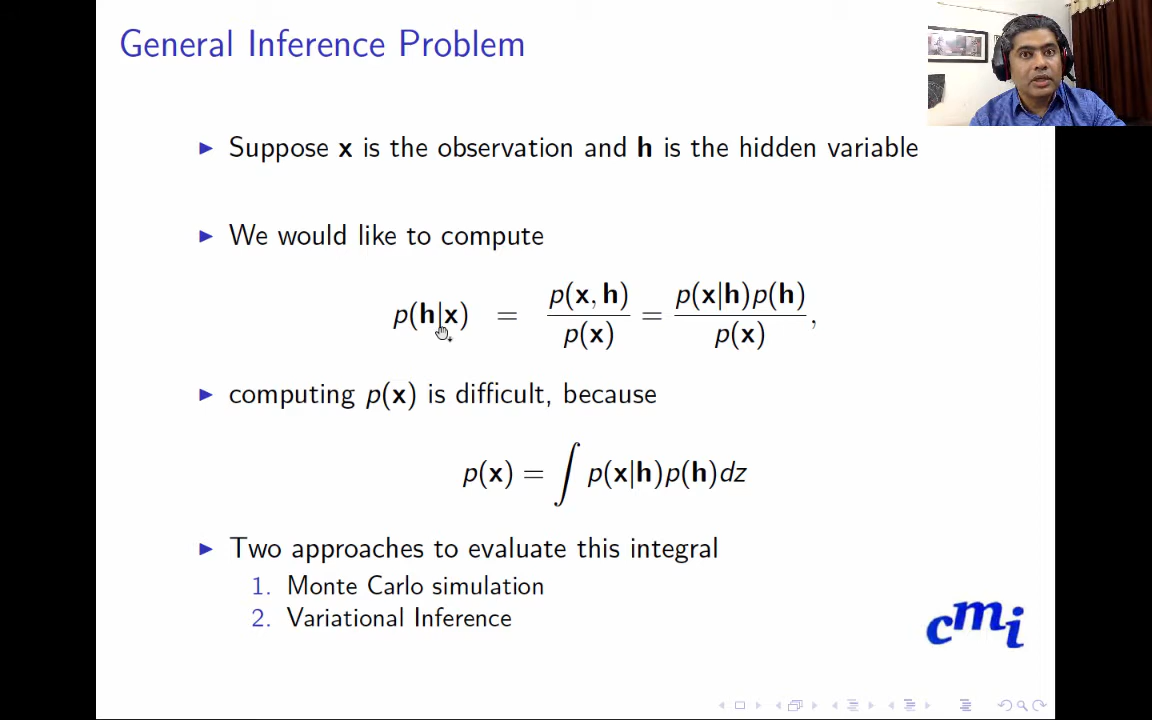 General Inference Problem
▶ Suppose x is the observation and h is the hidden variable
▶ We would like to compute
p(h|x) = p(x, h) / p(x) = p(x|h)p(h) / p(x) ,
▶ computing p(x) is difficult, because
p(x) = ∫ p(x|h)p(h)dz
▶ Two approaches to evaluate this integral
1. Monte Carlo simulation
2. Variational Inference
cmi